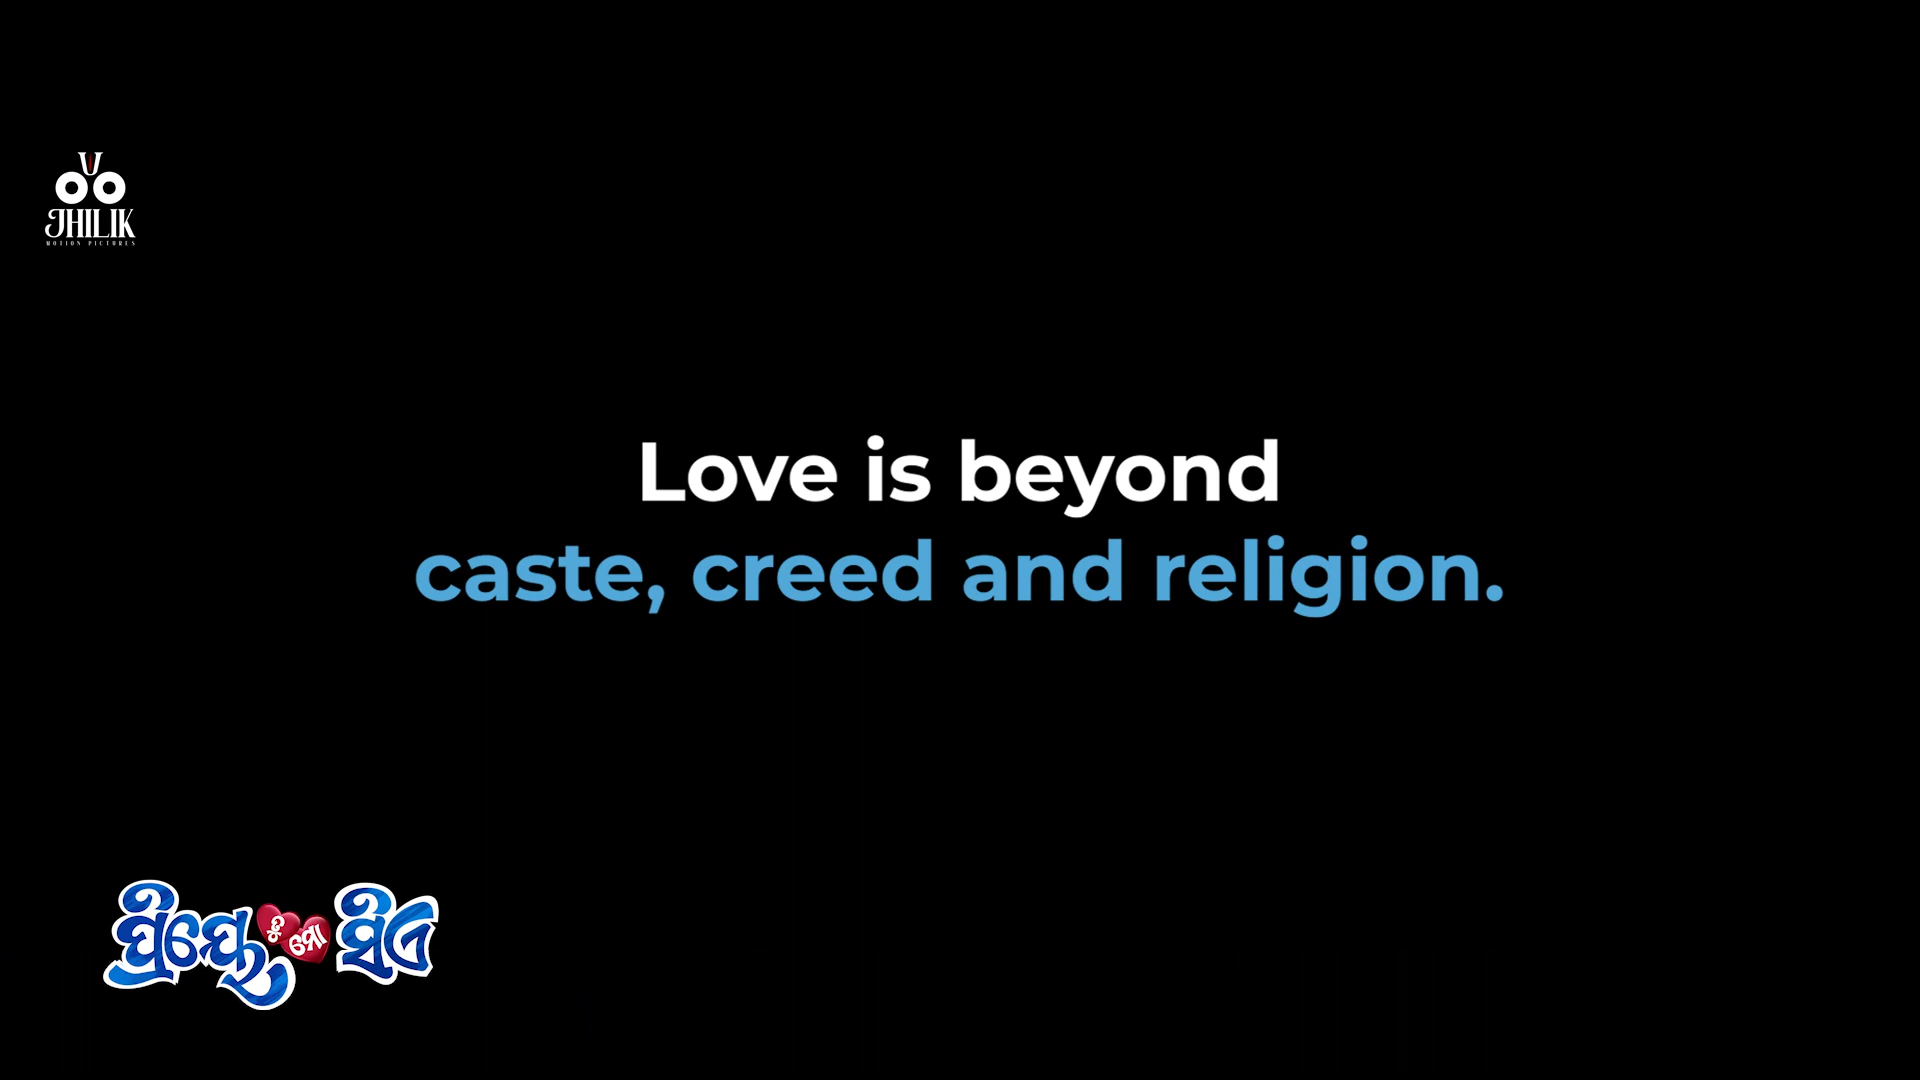 JHILIK
MOTION PICTURES
Love is beyond
caste, creed and religion.
ପ୍ରିୟେ ତୁ ମୋ ସିଏ